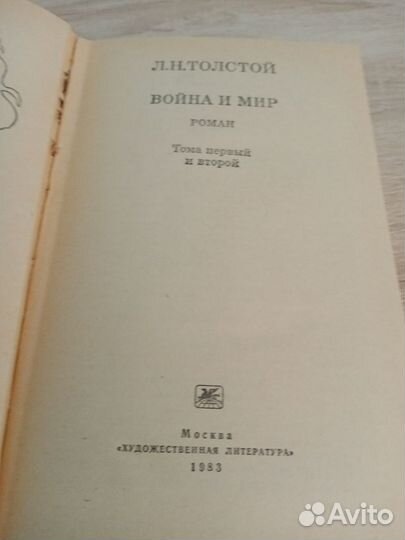 Л.Н.ТОЛСТОЙ
ВОЙНА И МИР
РОМАН
Тома первый
и второй
Москва
«ХУДОЖЕСТВЕННАЯ ЛИТЕРАТУРА»
1983
Avito